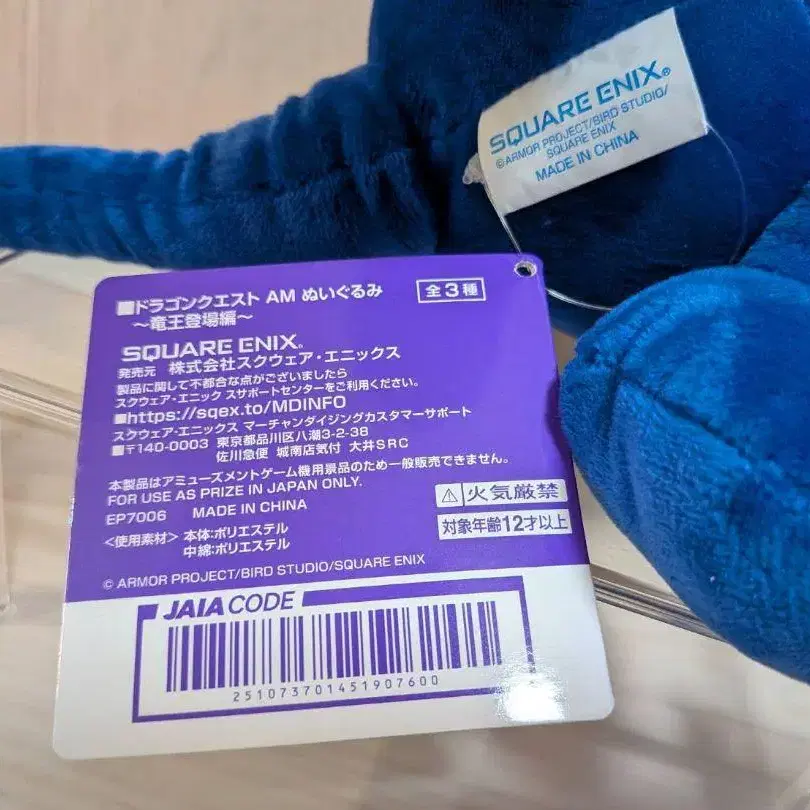 SQUARE ENIX®
©ARMOR PROJECT/BIRD STUDIO/
SQUARE ENIX
MADE IN CHINA
■ドラゴンクエスト AM ぬいぐるみ 全3種
～竜王登場編～
SQUARE ENIX®
発売元 株式会社スクウェア・エニックス
製品に関して不都合な点がございましたら
スクウェア・エニックスサポートセンターをご利用ください。
■https://sqex.to/MDINFO
スクウェア・エニックス マーチャンダイジングカスタマーサポート
■〒140-0003 東京都品川区八潮3-2-38
佐川急便 城南店気付 大井SRC
本製品はアミューズメントゲーム機用景品のため一般販売できません。
FOR USE AS PRIZE IN JAPAN ONLY.
EP7006 MADE IN CHINA
⚠火気厳禁
<使用素材> 本体:ポリエステル
中綿:ポリエステル
対象年齢12才以上
© ARMOR PROJECT/BIRD STUDIO/SQUARE ENIX
JAIA CODE
251073701451907600